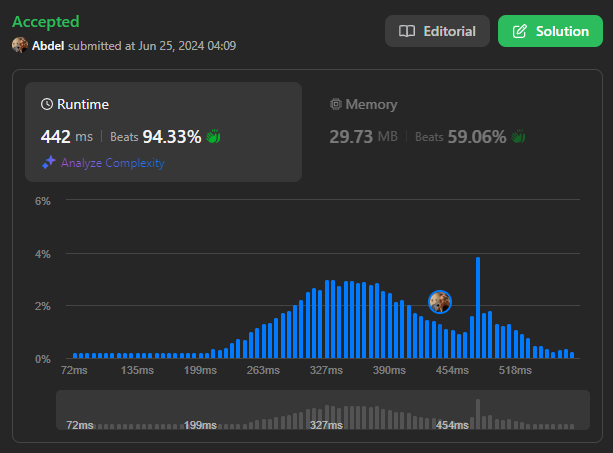 Accepted
Abdel submitted at Jun 25, 2024 04:09
Editorial
Solution
Runtime
442 ms | Beats 94.33%
Analyze Complexity
Memory
29.73 MB | Beats 59.06%
6%
4%
2%
0%
72ms 135ms 199ms 263ms 327ms 390ms 454ms 518ms
72ms 199ms 327ms 454ms